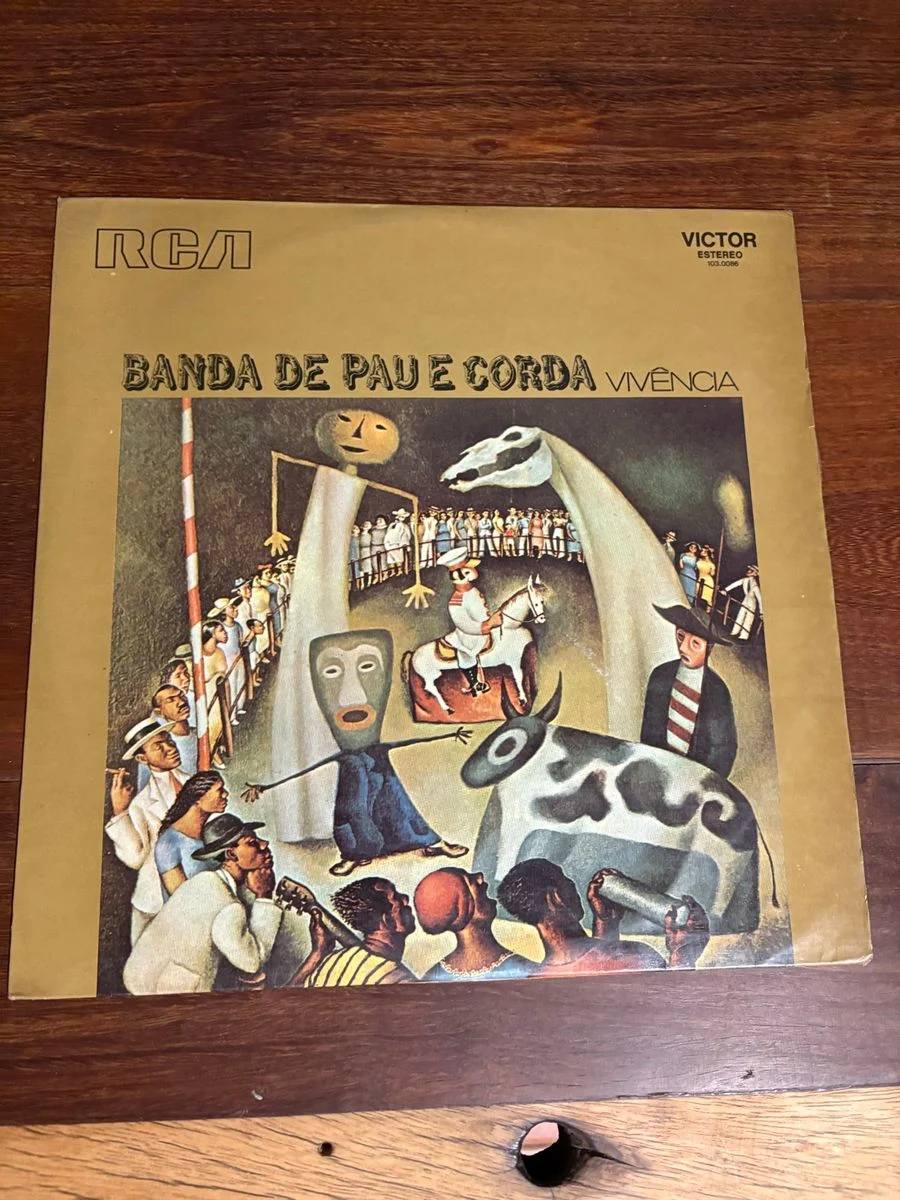 RCA
VICTOR
ESTEREO
103.0086
BANDA DE PAU E CORDA VIVÊNCIA